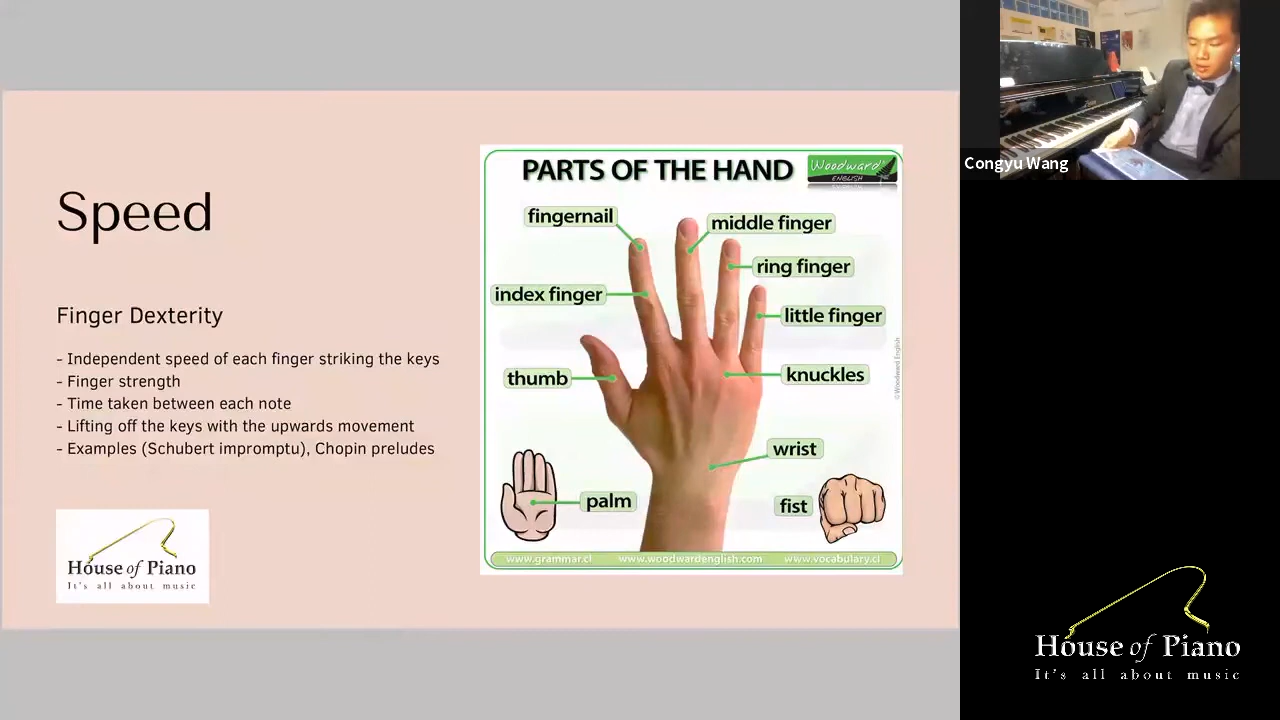 Speed
Finger Dexterity
- Independent speed of each finger striking the keys
- Finger strength
- Time taken between each note
- Lifting off the keys with the upwards movement
- Examples (Schubert impromptu), Chopin preludes
House of Piano
It's all about music
PARTS OF THE HAND
Woodward
ENGLISH
fingernail
middle finger
ring finger
index finger
little finger
thumb
knuckles
wrist
palm
fist
©Woodward English
www.grammar.cl www.woodwardenglish.com www.vocabulary.cl
Congyu Wang
House of Piano
It's all about music